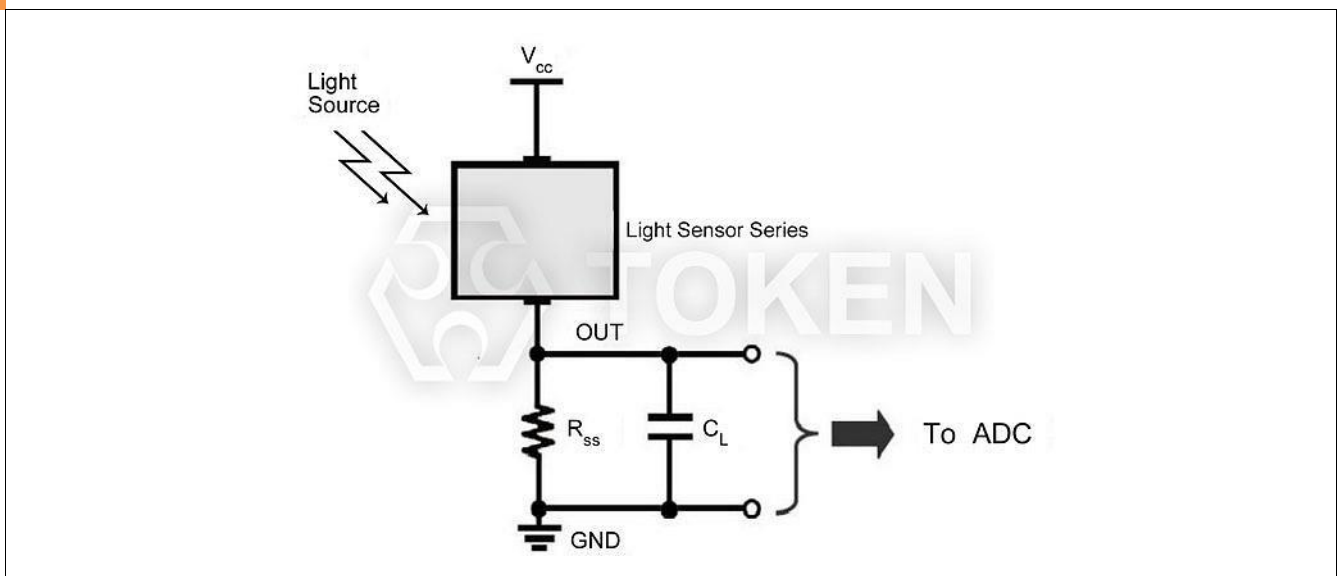 Vcc
Light
Source
Light Sensor Series
TOKEN
OUT
Rss
CL
To ADC
GND